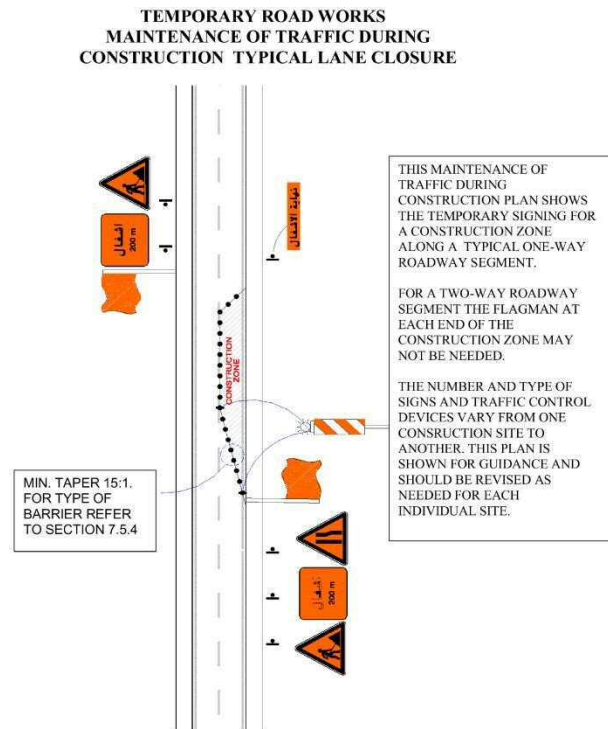 TEMPORARY ROAD WORKS
MAINTENANCE OF TRAFFIC DURING
CONSTRUCTION TYPICAL LANE CLOSURE
اشغال
200 m
نهاية الاشغال
CONSTRUCTION
ZONE
THIS MAINTENANCE OF
TRAFFIC DURING
CONSTRUCTION PLAN SHOWS
THE TEMPORARY SIGNING FOR
A CONSTRUCTION ZONE
ALONG A TYPICAL ONE-WAY
ROADWAY SEGMENT.
FOR A TWO-WAY ROADWAY
SEGMENT THE FLAGMAN AT
EACH END OF THE
CONSTRUCTION ZONE MAY
NOT BE NEEDED.
THE NUMBER AND TYPE OF
SIGNS AND TRAFFIC CONTROL
DEVICES VARY FROM ONE
CONSRUCTION SITE TO
ANOTHER. THIS PLAN IS
SHOWN FOR GUIDANCE AND
SHOULD BE REVISED AS
NEEDED FOR EACH
INDIVIDUAL SITE.
MIN. TAPER 15:1.
FOR TYPE OF
BARRIER REFER
TO SECTION 7.5.4
اشغال
200 m